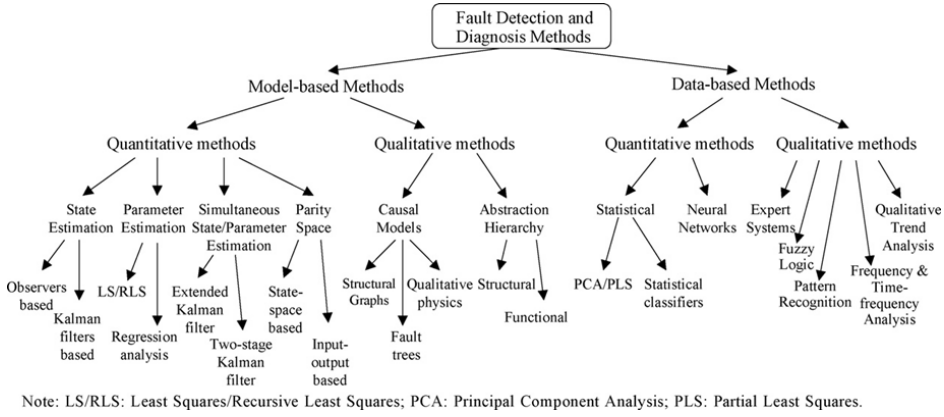 Fault Detection and
Diagnosis Methods
Model-based Methods
Data-based Methods
Quantitative methods
Qualitative methods
Quantitative methods
Qualitative methods
State
Estimation
Parameter
Estimation
Simultaneous
State/Parameter
Estimation
Parity
Space
Causal
Models
Abstraction
Hierarchy
Statistical
Neural
Networks
Expert
Systems
Fuzzy
Logic
Pattern
Recognition
Frequency &
Time-
frequency
Analysis
Qualitative
Trend
Analysis
Observers
based
Kalman
filters
based
LS/RLS
Regression
analysis
Extended
Kalman
filter
Two-stage
Kalman
filter
State-
space
based
Input-
output
based
Structural
Graphs
Fault
trees
Qualitative
physics
Structural
Functional
PCA/PLS
Statistical
classifiers
Note: LS/RLS: Least Squares/Recursive Least Squares; PCA: Principal Component Analysis; PLS: Partial Least Squares.